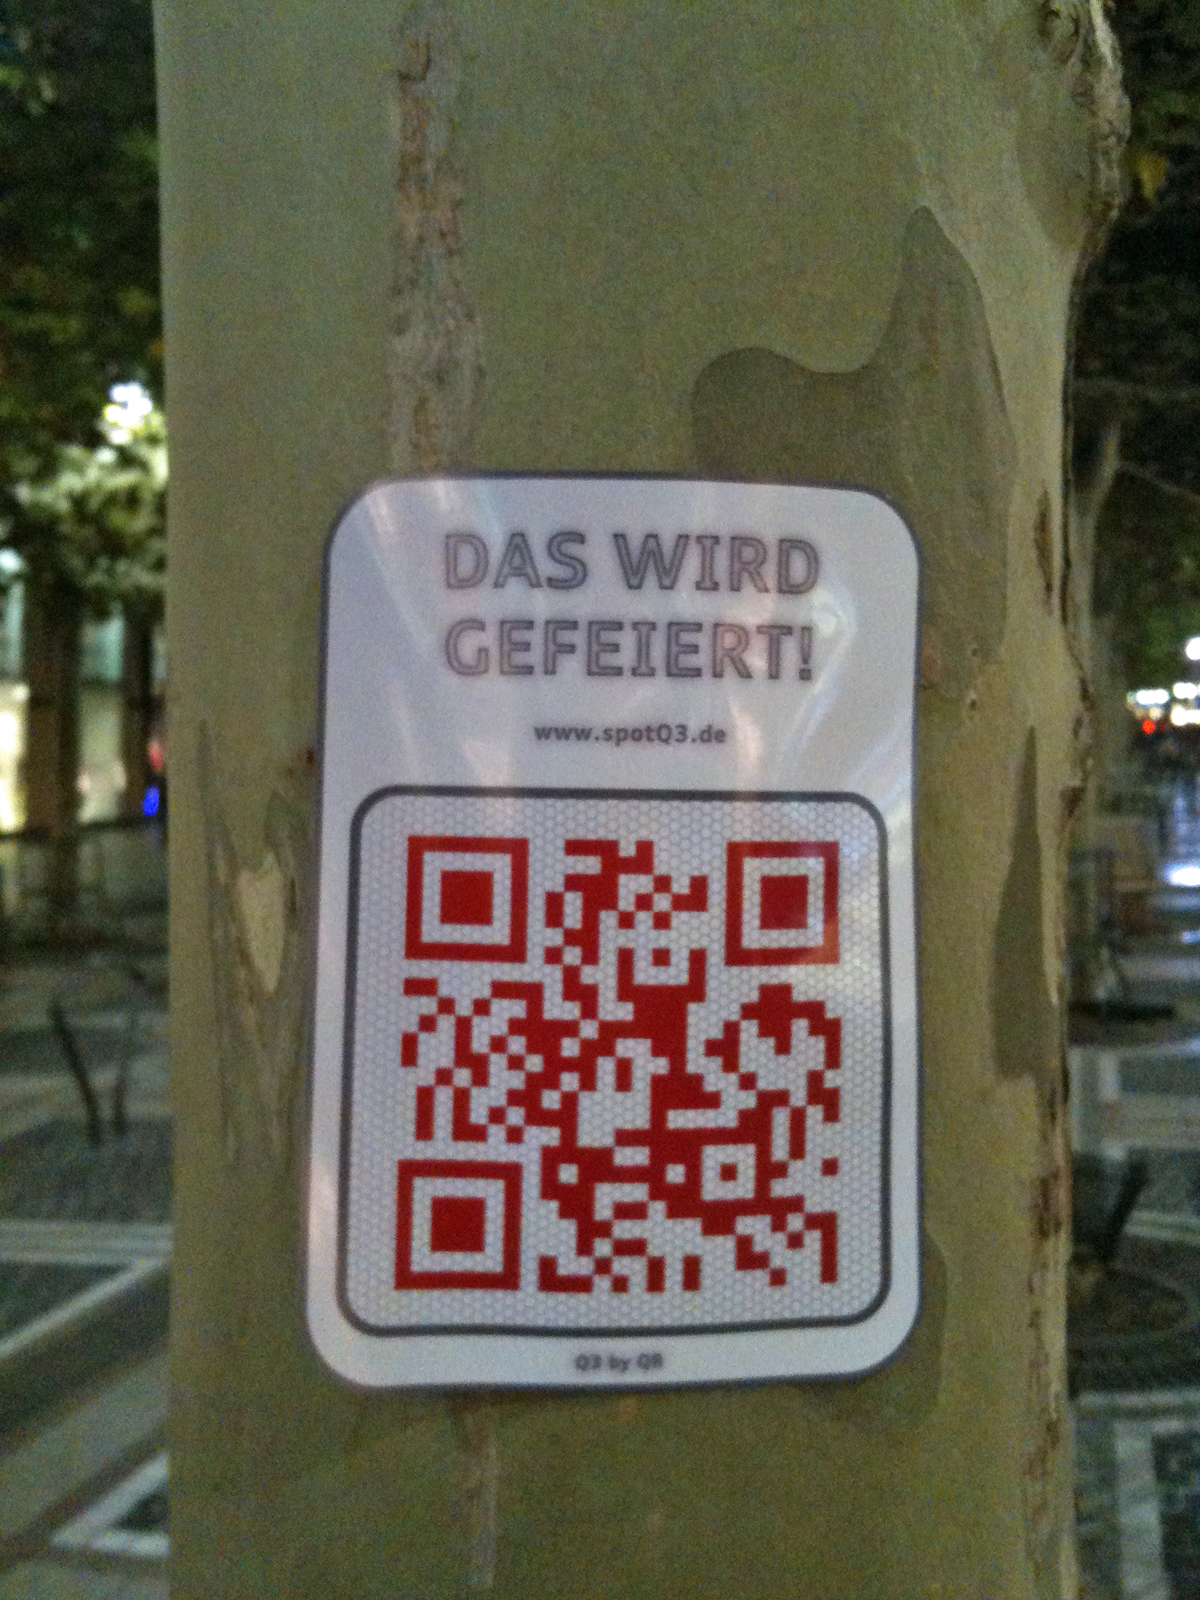 DAS WIRD
GEFEIERT!
www.spotQ3.de
Q3 by QR